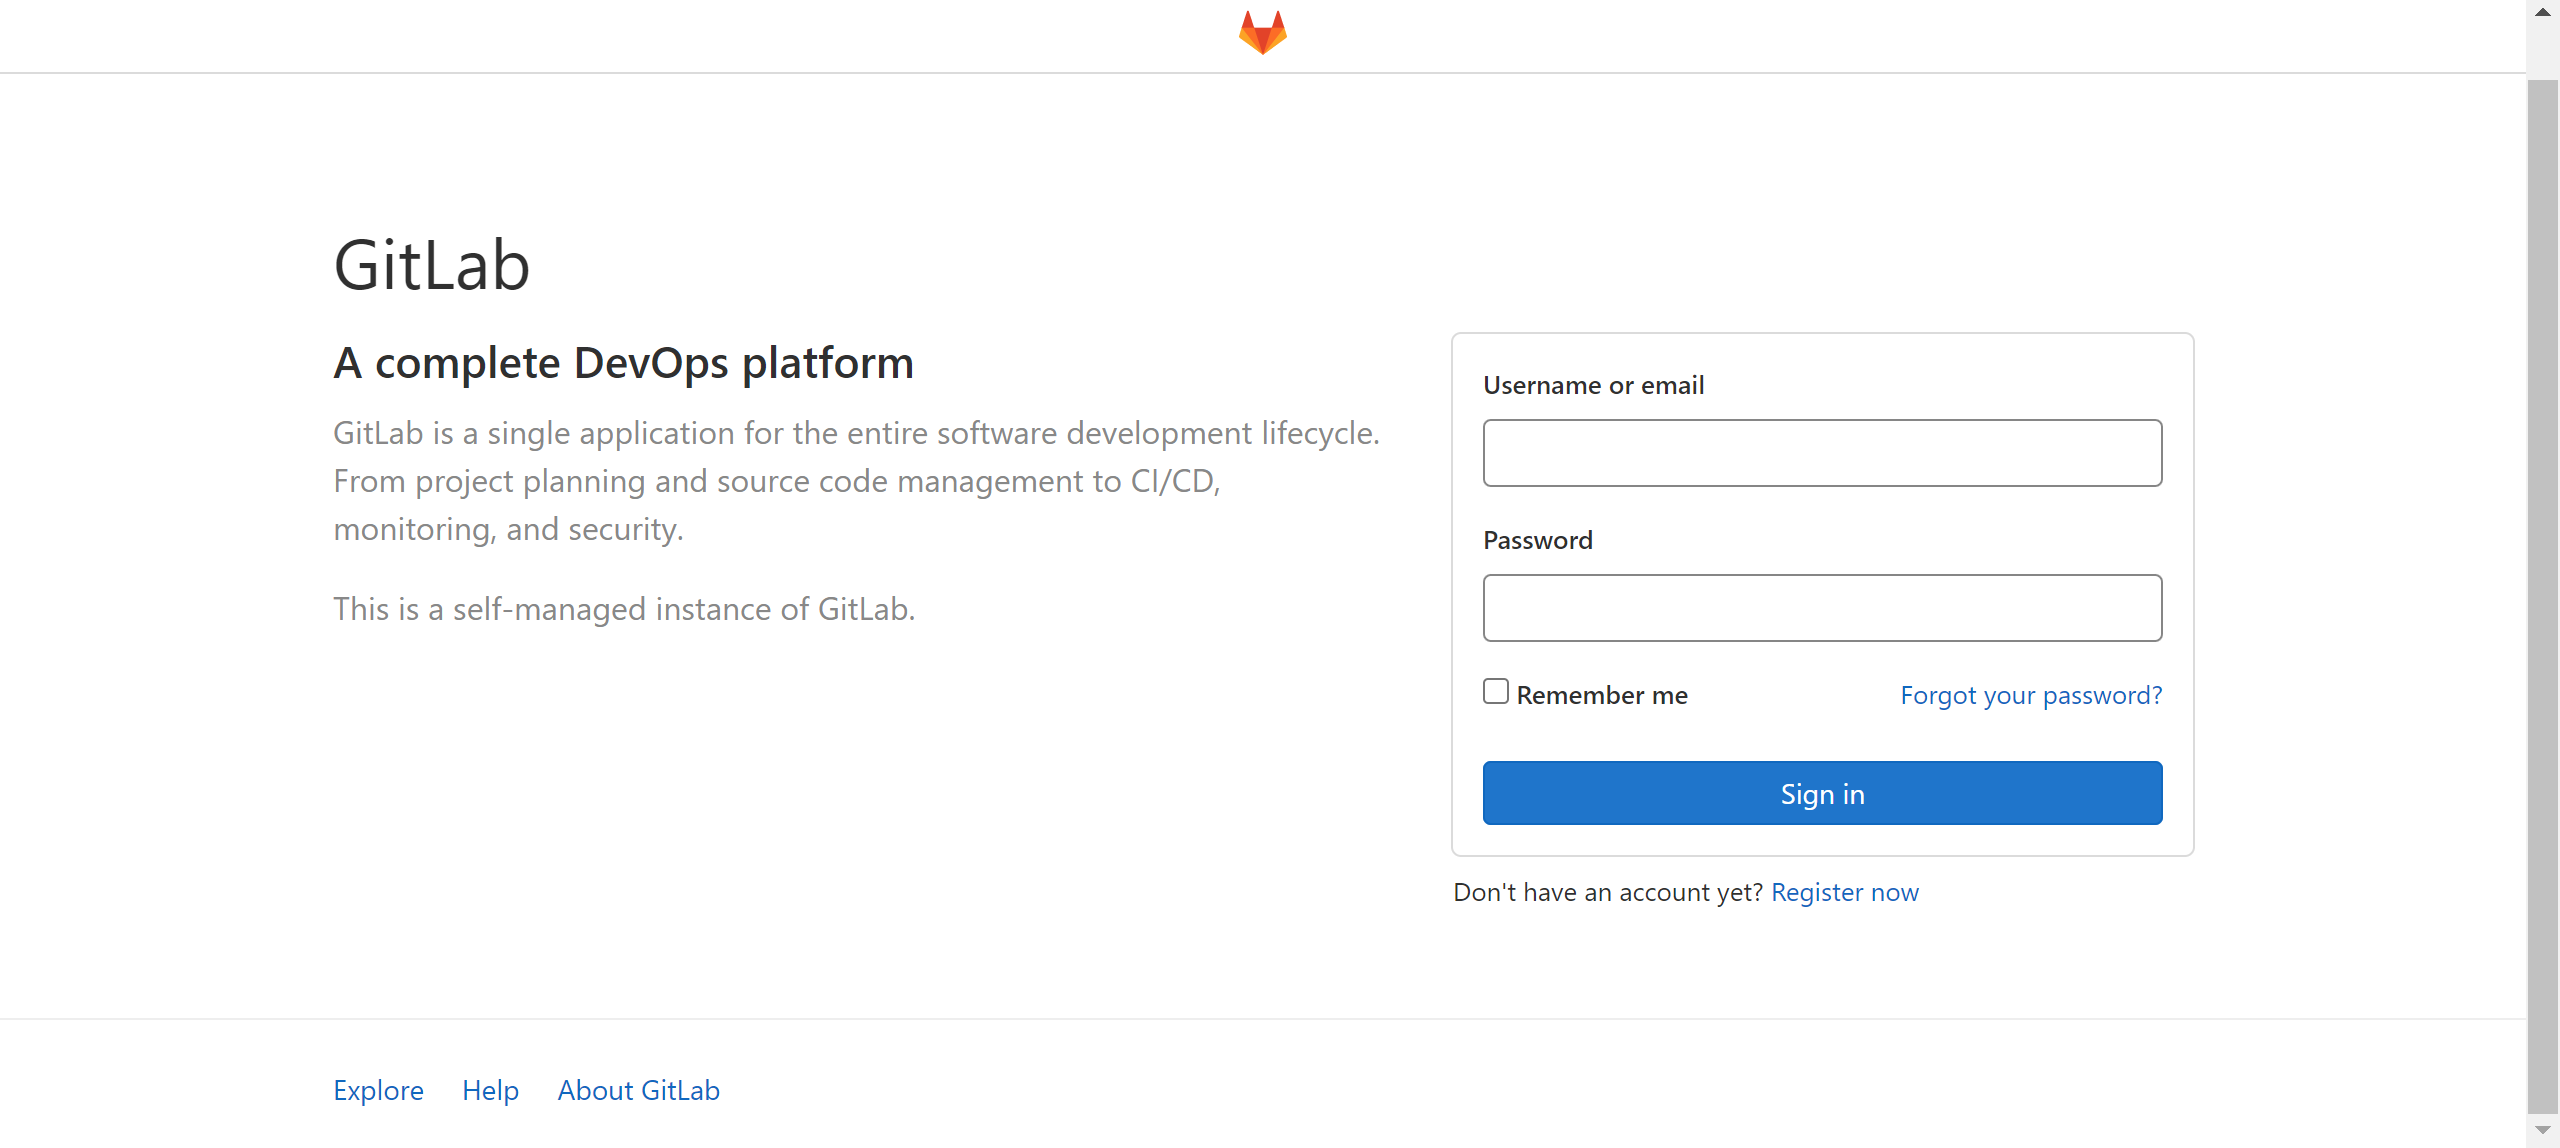 GitLab
A complete DevOps platform
GitLab is a single application for the entire software development lifecycle.
From project planning and source code management to CI/CD,
monitoring, and security.
This is a self-managed instance of GitLab.
Username or email
Password
Remember me
Forgot your password?
Sign in
Don't have an account yet? Register now
Explore
Help
About GitLab